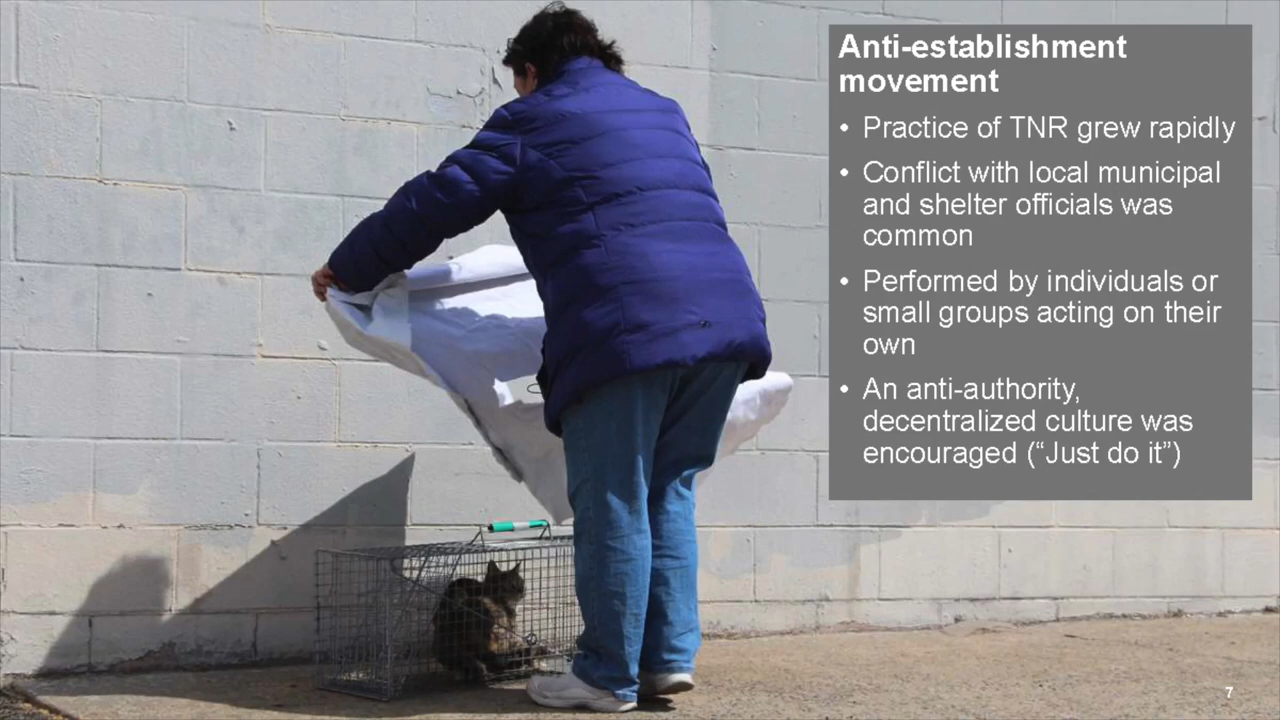 Anti-establishment
movement
• Practice of TNR grew rapidly
• Conflict with local municipal
and shelter officials was
common
• Performed by individuals or
small groups acting on their
own
• An anti-authority,
decentralized culture was
encouraged (“Just do it”)
7